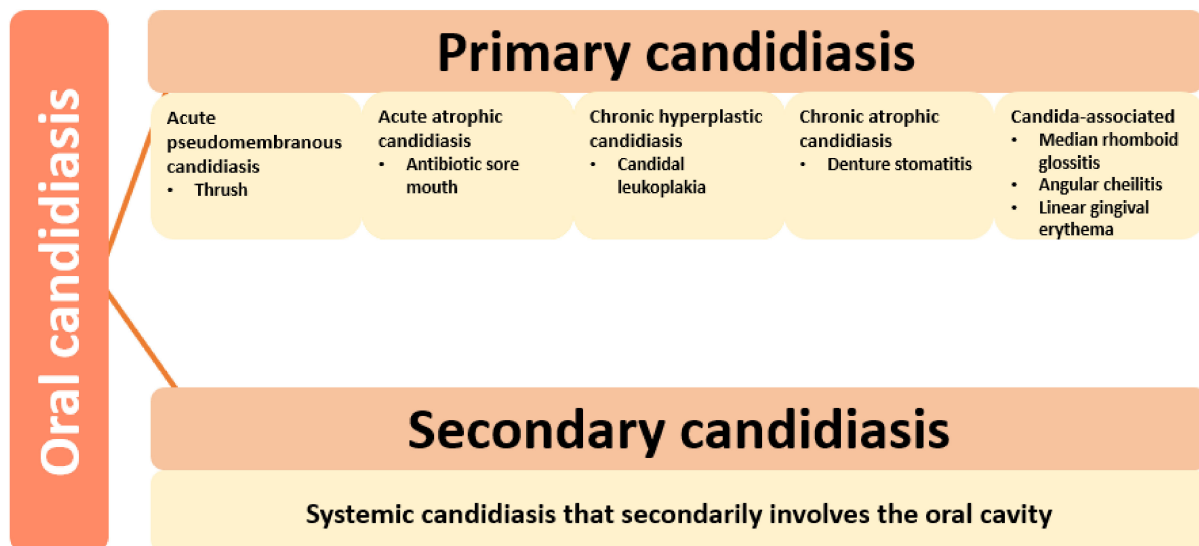 Oral candidiasis
Primary candidiasis
Acute
pseudomembranous
candidiasis
• Thrush
Acute atrophic
candidiasis
• Antibiotic sore
mouth
Chronic hyperplastic
candidiasis
• Candidal
leukoplakia
Chronic atrophic
candidiasis
• Denture stomatitis
Candida-associated
• Median rhomboid
glossitis
• Angular cheilitis
• Linear gingival
erythema
Secondary candidiasis
Systemic candidiasis that secondarily involves the oral cavity